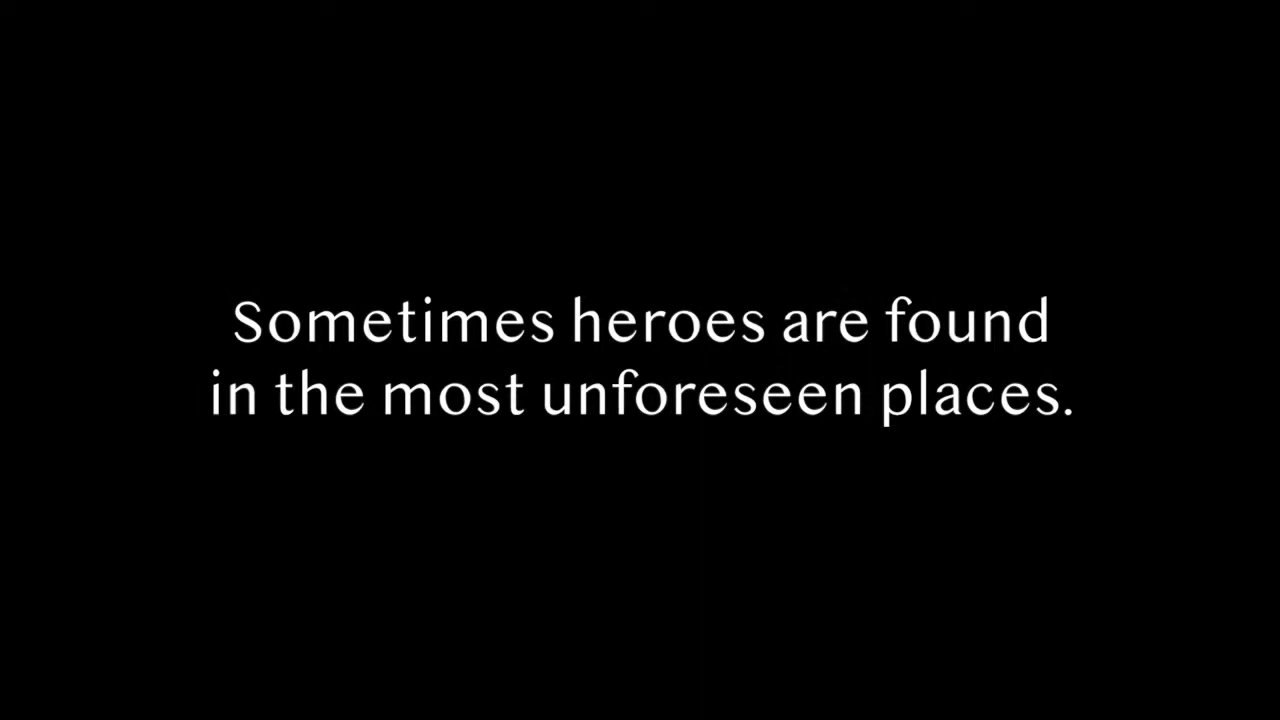 Sometimes heroes are found
in the most unforeseen places.